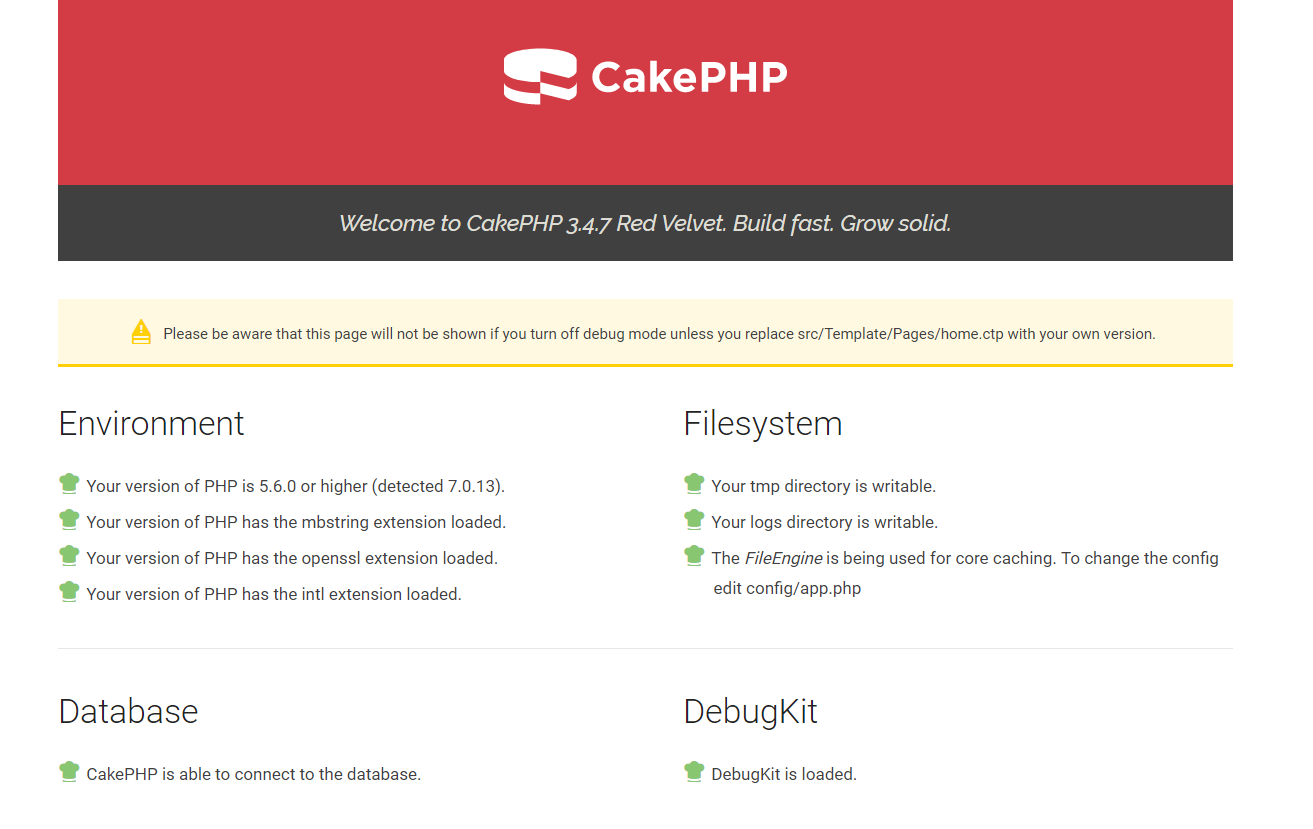 CakePHP
Welcome to CakePHP 3.4.7 Red Velvet. Build fast. Grow solid.
Please be aware that this page will not be shown if you turn off debug mode unless you replace src/Template/Pages/home.ctp with your own version.
Environment
Your version of PHP is 5.6.0 or higher (detected 7.0.13).
Your version of PHP has the mbstring extension loaded.
Your version of PHP has the openssl extension loaded.
Your version of PHP has the intl extension loaded.
Filesystem
Your tmp directory is writable.
Your logs directory is writable.
The FileEngine is being used for core caching. To change the config
edit config/app.php
Database
CakePHP is able to connect to the database.
DebugKit
DebugKit is loaded.